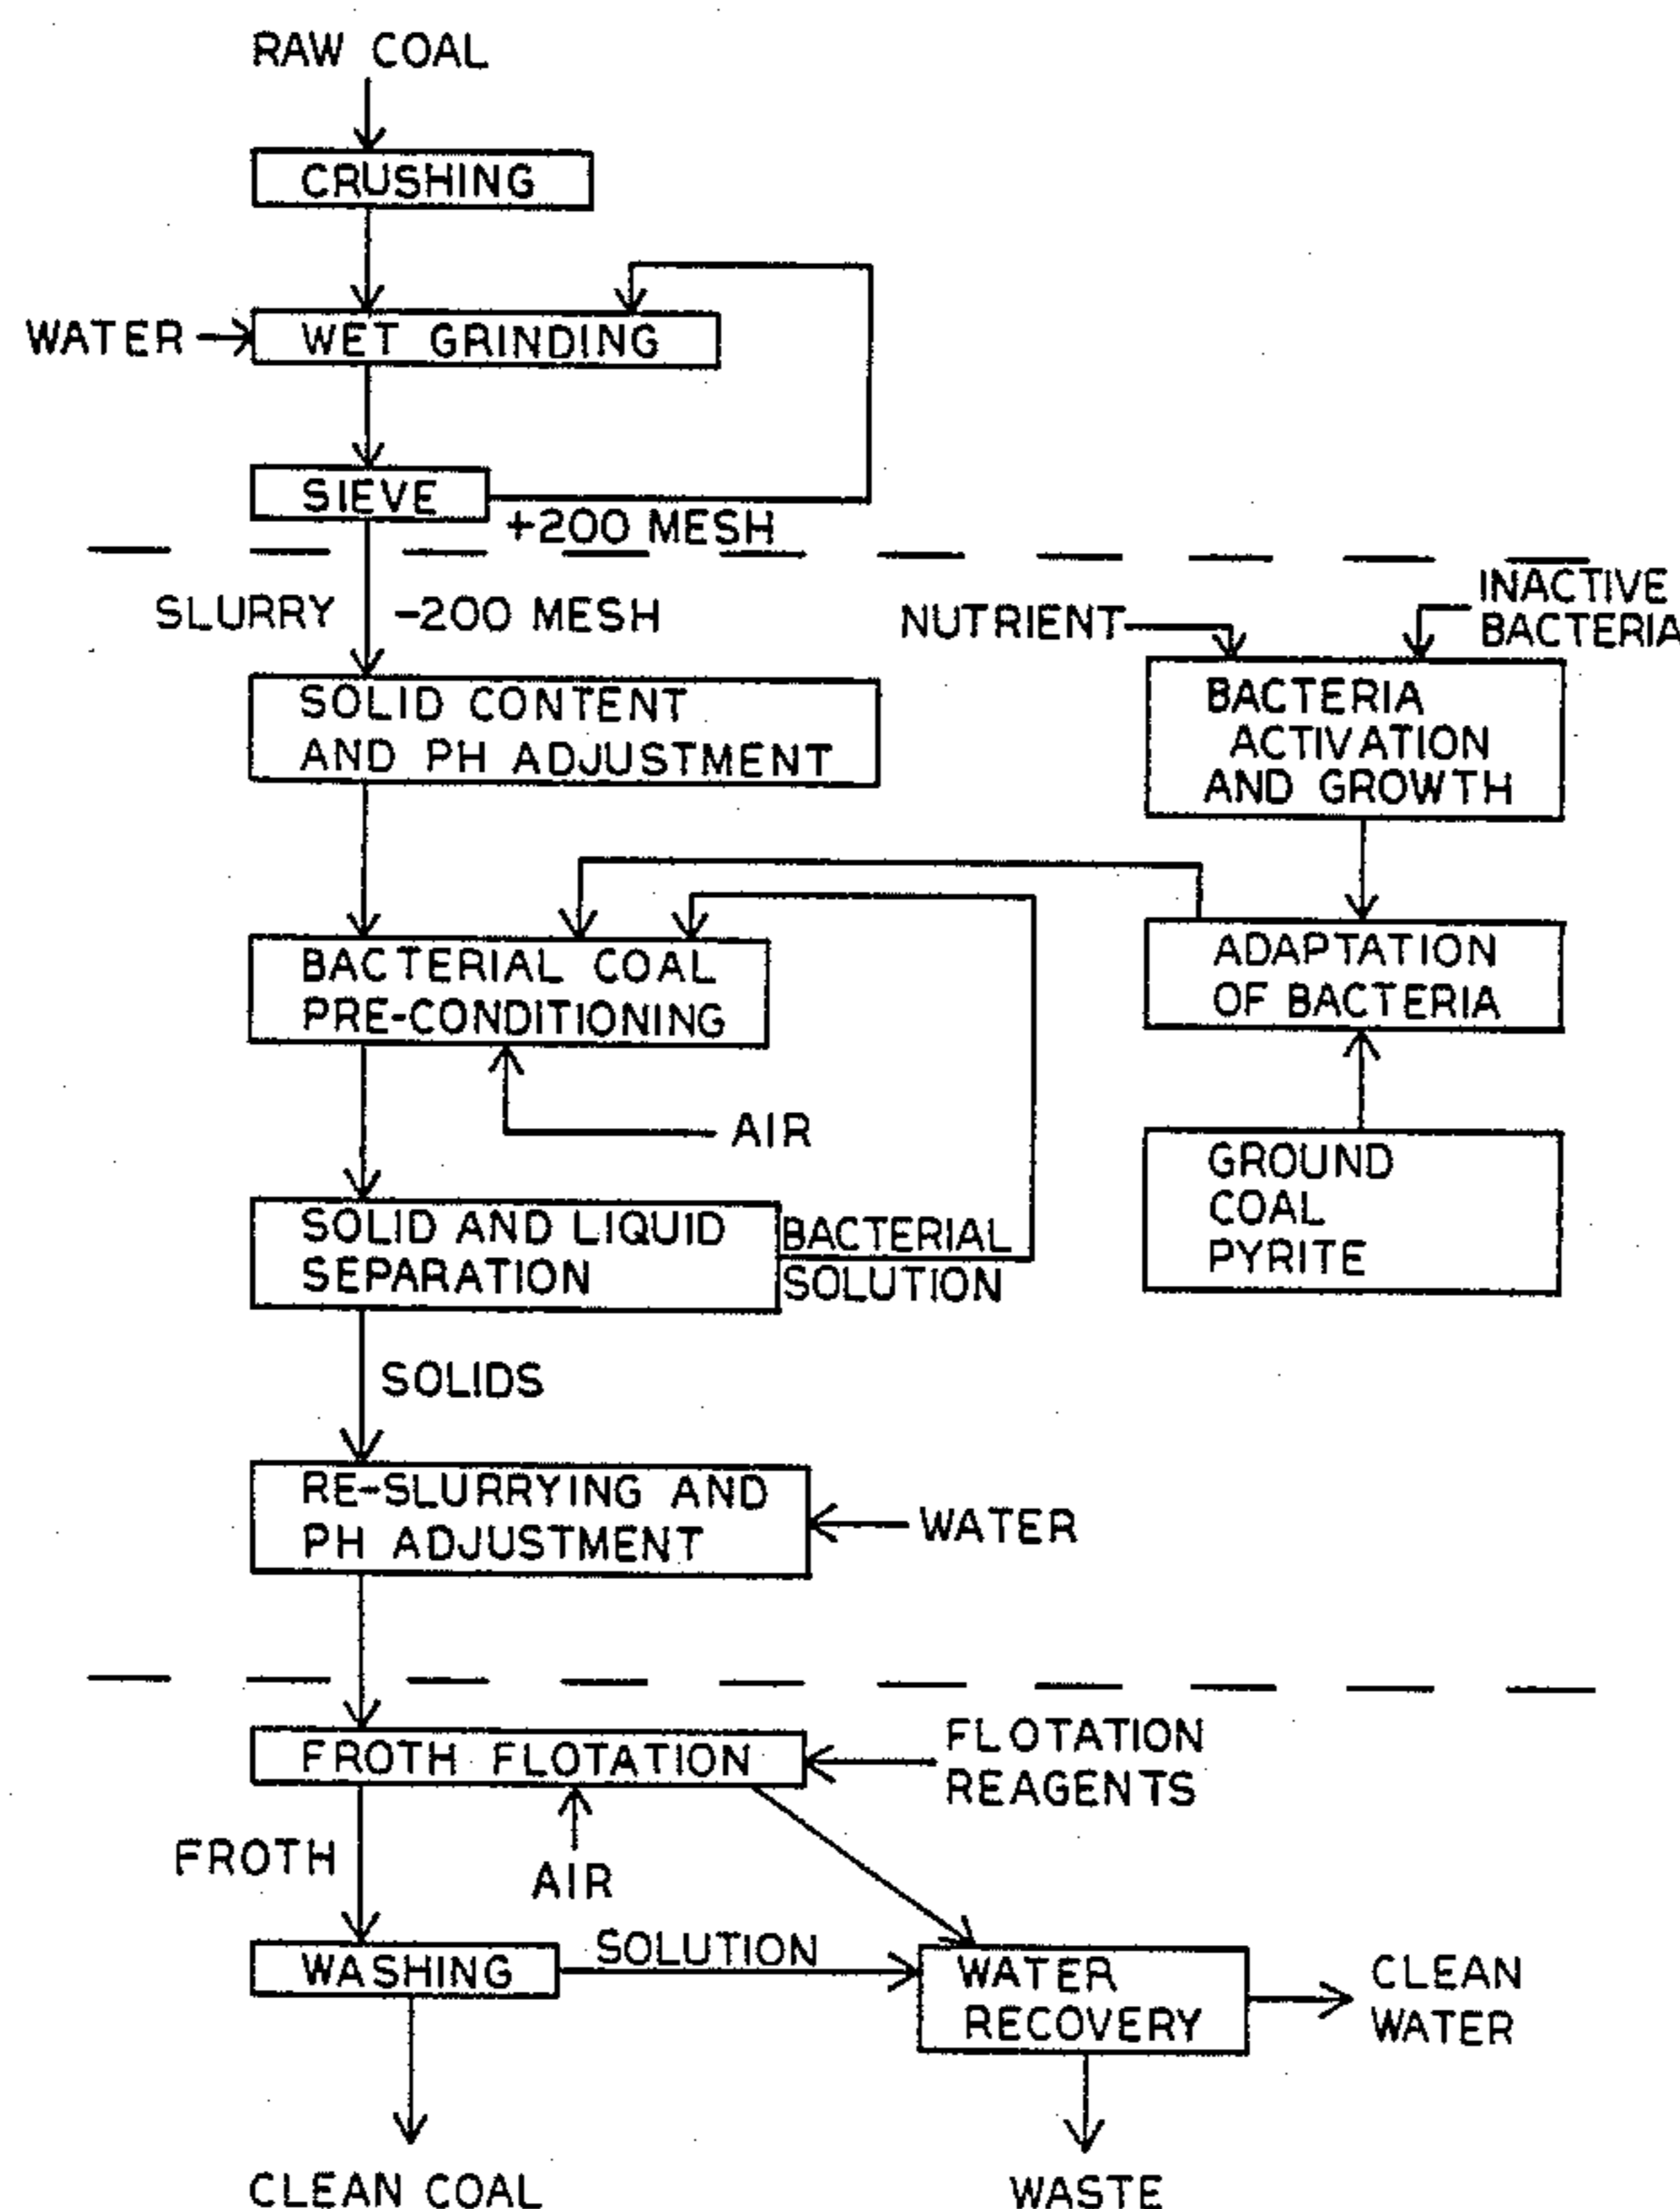 RAW COAL
CRUSHING
WATER
WET GRINDING
SIEVE
+200 MESH
SLURRY
-200 MESH
NUTRIENT
INACTIVE
BACTERIA
SOLID CONTENT
AND PH ADJUSTMENT
BACTERIA
ACTIVATION
AND GROWTH
BACTERIAL COAL
PRE-CONDITIONING
ADAPTATION
OF BACTERIA
AIR
GROUND
COAL
PYRITE
SOLID AND LIQUID
SEPARATION
BACTERIAL
SOLUTION
SOLIDS
RE-SLURRYING AND
PH ADJUSTMENT
WATER
FROTH FLOTATION
FLOTATION
REAGENTS
FROTH
AIR
WASHING
SOLUTION
WATER
RECOVERY
CLEAN
WATER
CLEAN COAL
WASTE